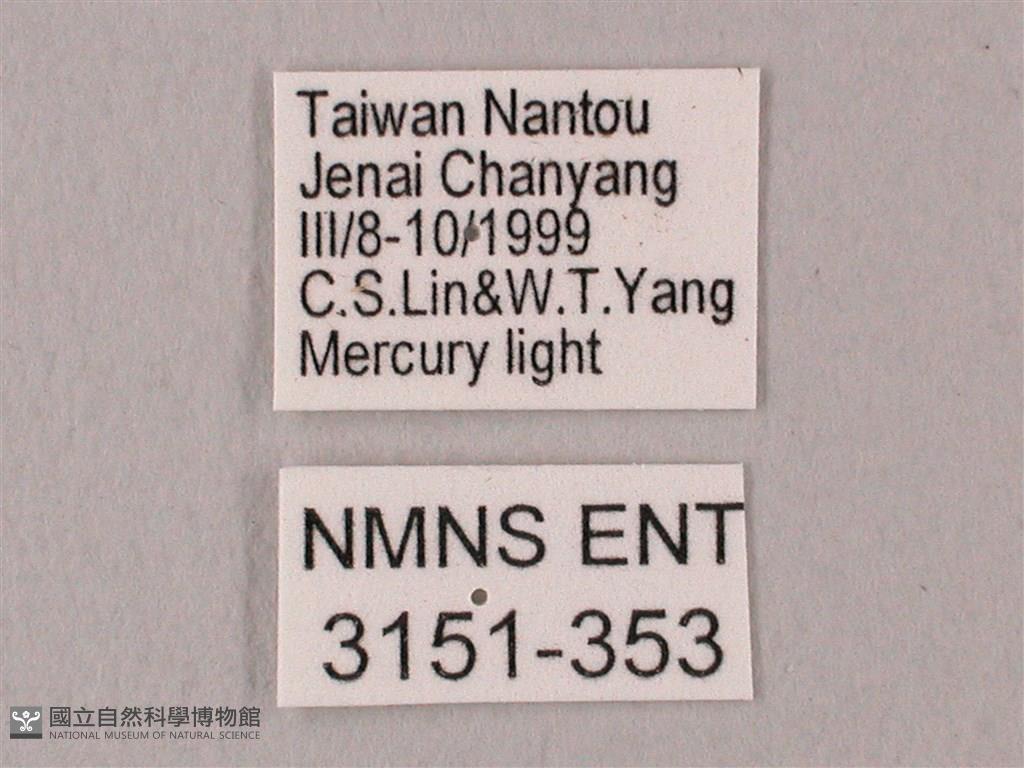 Taiwan Nantou
Jenai Chanyang
III/8-10/1999
C.S.Lin&W.T.Yang
Mercury light
NMNS ENT
3151-353
國立自然科學博物館
NATIONAL MUSEUM OF NATURAL SCIENCE